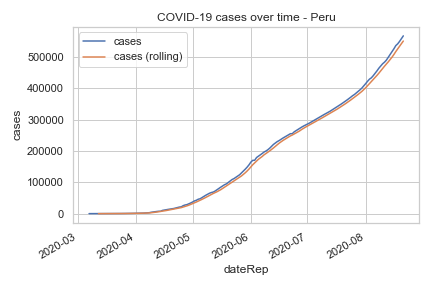 COVID-19 cases over time - Peru
cases
cases (rolling)
500000
400000
300000
200000
100000
0
cases
2020-03
2020-04
2020-05
2020-06
2020-07
2020-08
dateRep